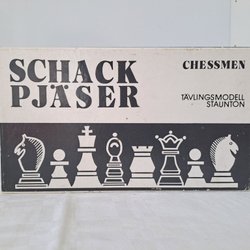 SCHACK
PJÄSER
CHESSMEN
TÄVLINGSMODELL
STAUNTON